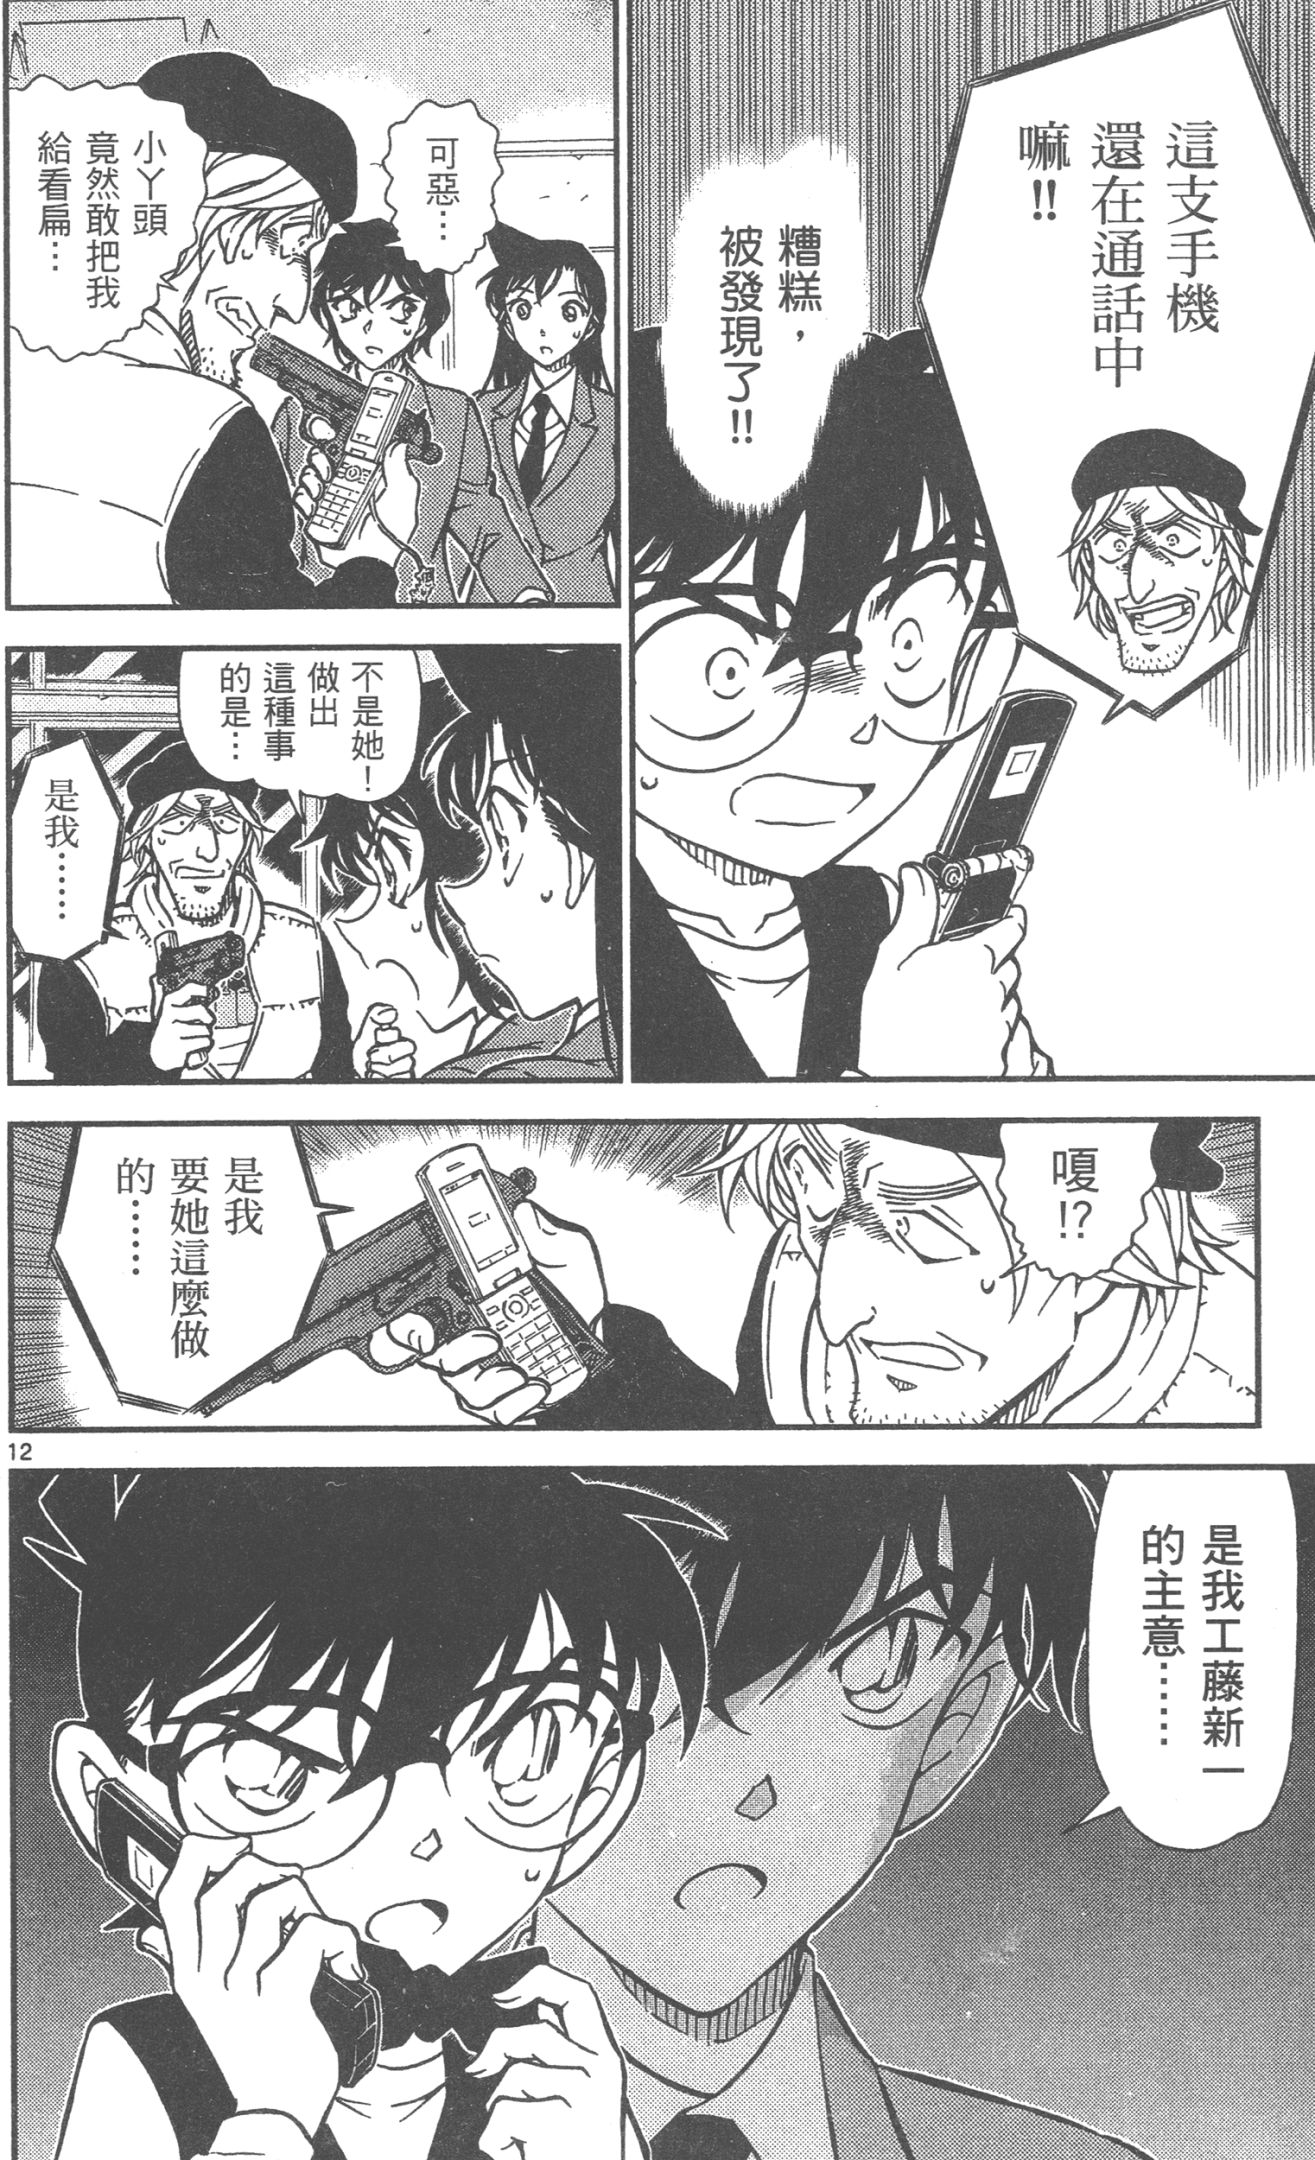 這支手機
還在通話中
嘛!!
糟糕，
被發現了!!
可惡…
小丫頭
竟然敢把我
給看扁…
不是她！
做出
這種事
的是…
是我……
嗄!?
是我
要她這麼做
的……
12
是我工藤新一
的主意……